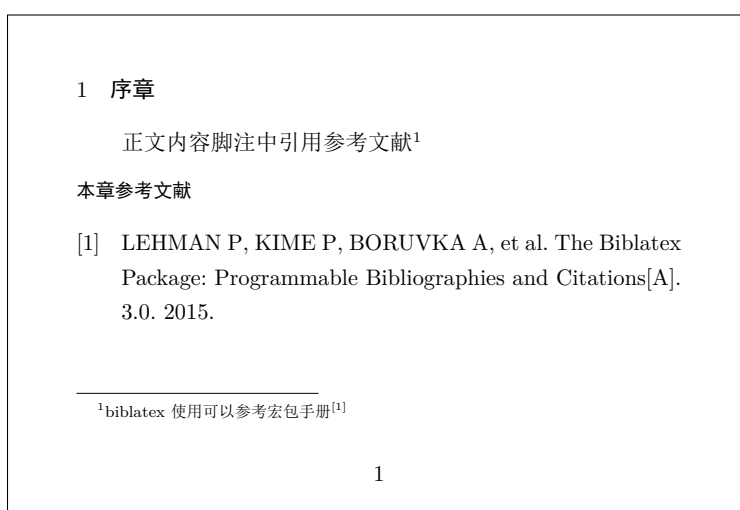 1 序章
正文内容脚注中引用参考文献1
本章参考文献
[1] LEHMAN P, KIME P, BORUVKA A, et al. The Biblatex
Package: Programmable Bibliographies and Citations[A].
3.0. 2015.
1biblatex 使用可以参考宏包手册[1]
1